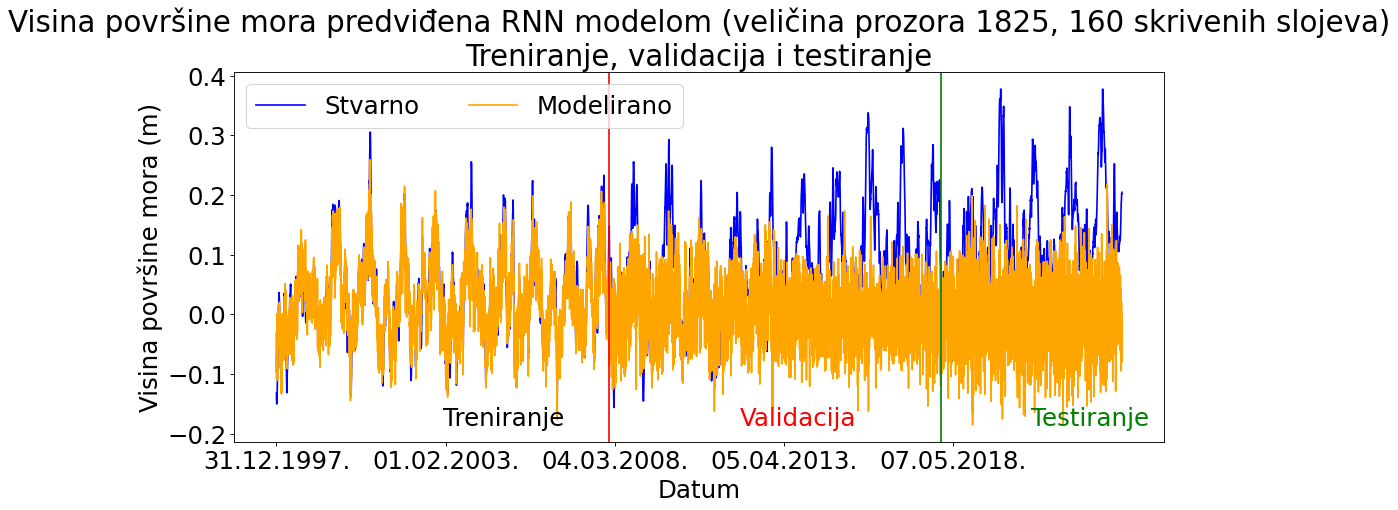 Visina površine mora predviđena RNN modelom (veličina prozora 1825, 160 skrivenih slojeva)
Treniranje, validacija i testiranje
Stvarno
Modelirano
Visina površine mora (m)
0.4
0.3
0.2
0.1
0.0
−0.1
−0.2
Treniranje
Validacija
Testiranje
31.12.1997.
01.02.2003.
04.03.2008.
05.04.2013.
07.05.2018.
Datum